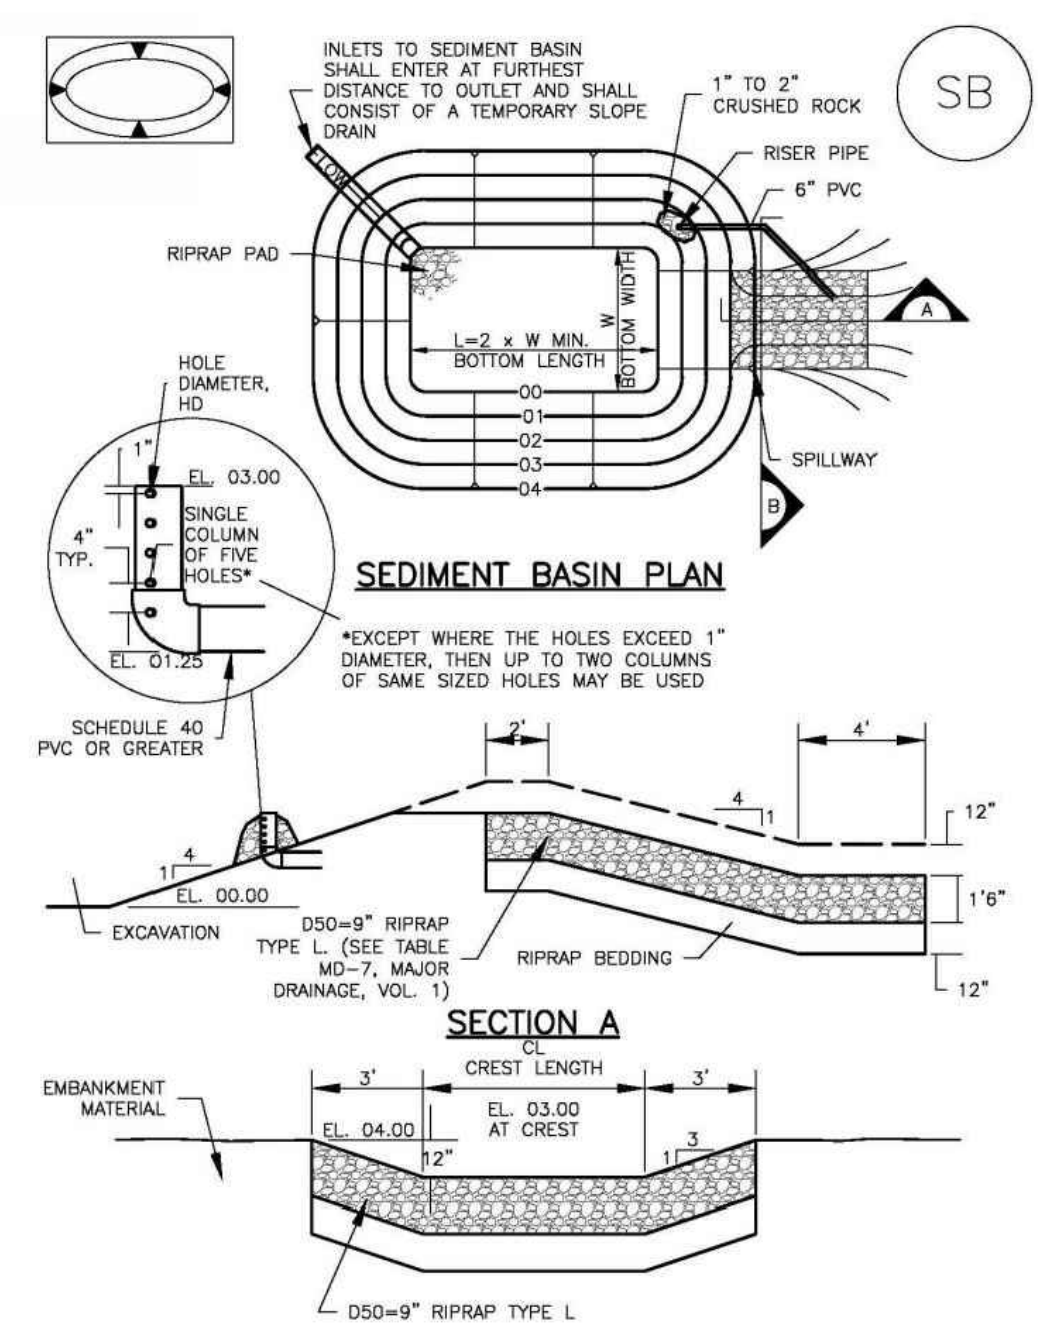 INLETS TO SEDIMENT BASIN
SHALL ENTER AT FURTHEST
DISTANCE TO OUTLET AND SHALL
CONSIST OF A TEMPORARY SLOPE
DRAIN
1" TO 2"
CRUSHED ROCK
SB
RISER PIPE
6" PVC
FLOW
RIPRAP PAD
L=2 x W MIN.
BOTTOM LENGTH
W
BOTTOM WIDTH
A
00
01
02
03
04
SPILLWAY
B
HOLE
DIAMETER,
HD
1"
EL. 03.00
4"
TYP.
SINGLE
COLUMN
OF FIVE
HOLES*
EL. 01.25
SEDIMENT BASIN PLAN
*EXCEPT WHERE THE HOLES EXCEED 1"
DIAMETER, THEN UP TO TWO COLUMNS
OF SAME SIZED HOLES MAY BE USED
SCHEDULE 40
PVC OR GREATER
2'
4'
4
1
12"
4
1
EL. 00.00
EXCAVATION
D50=9" RIPRAP
TYPE L. (SEE TABLE
MD-7, MAJOR
DRAINAGE, VOL. 1)
RIPRAP BEDDING
1'6"
12"
SECTION A
CL
CREST LENGTH
3'
3'
EMBANKMENT
MATERIAL
EL. 04.00
EL. 03.00
AT CREST
12"
3
1
D50=9" RIPRAP TYPE L